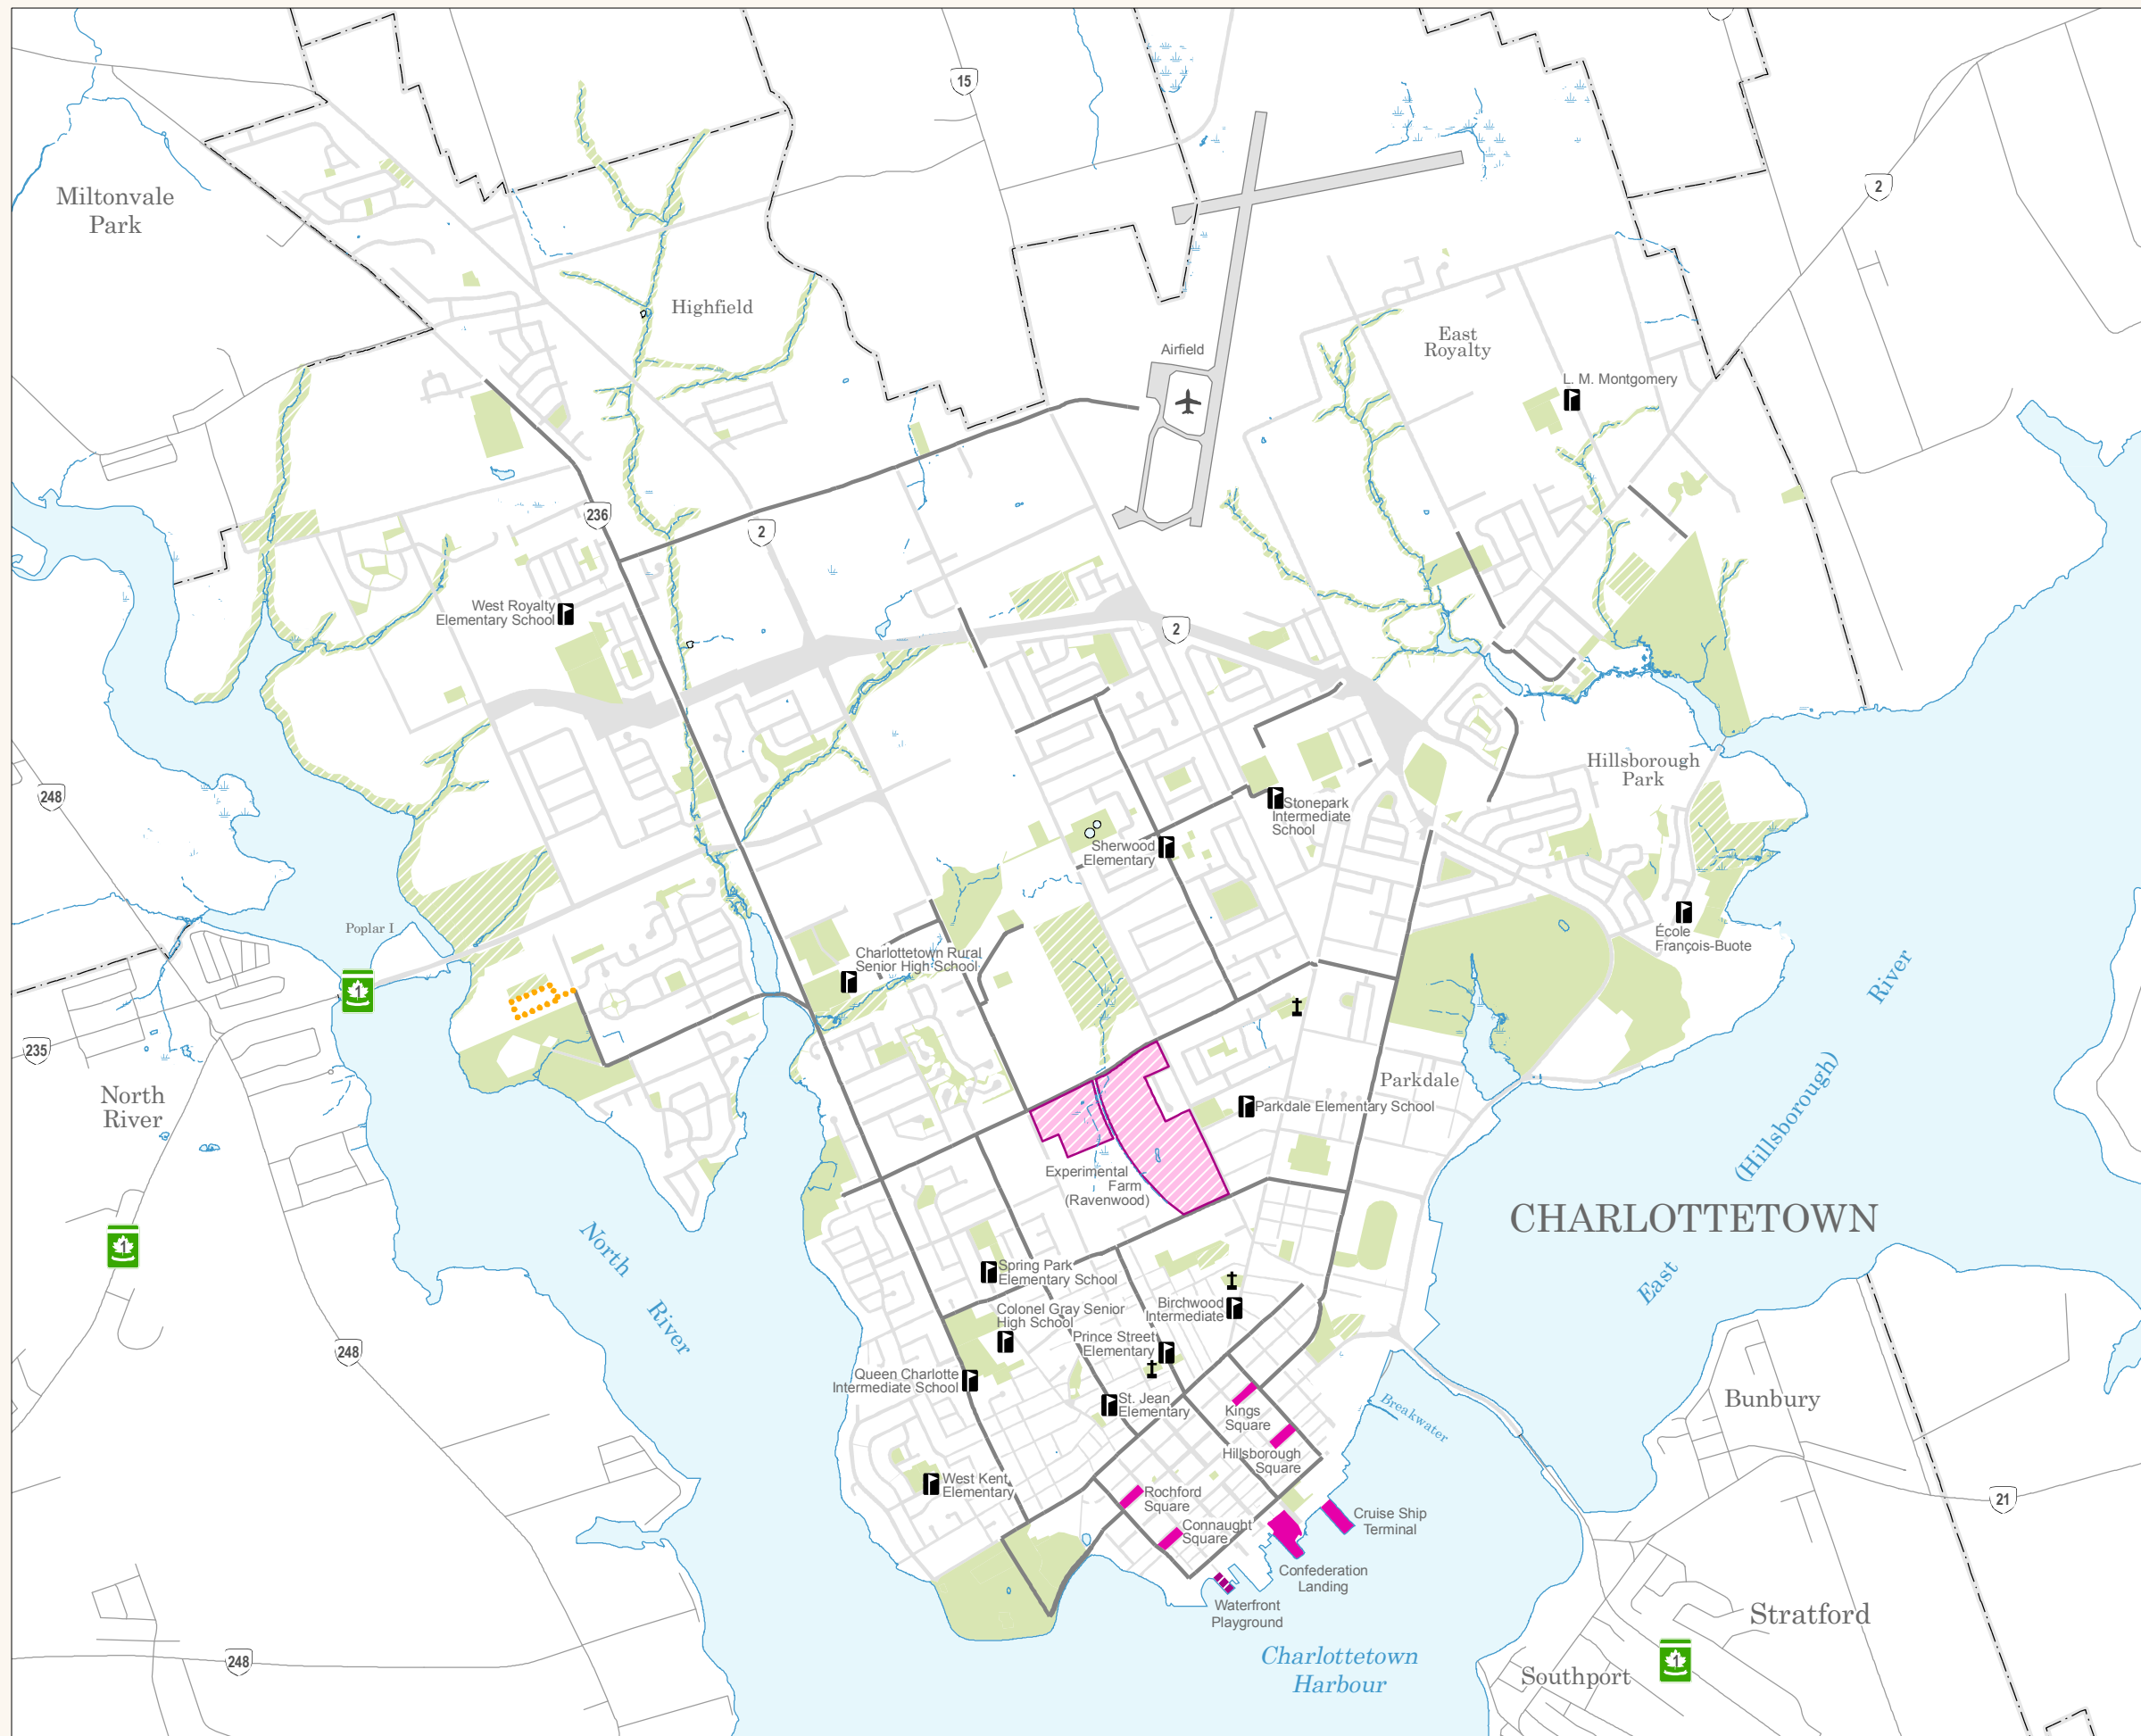 15
Miltonvale
Park
2
Highfield
East
Royalty
Airfield
L. M. Montgomery
236
2
West Royalty
Elementary School
2
Hillsborough
Park
248
Stonepark
Intermediate
School
Sherwood
Elementary
Poplar I
École
François-Buote
Charlottetown Rural
Senior High School
1
River
235
North
River
Parkdale
Parkdale Elementary School
(Hillsborough)
Experimental
Farm
(Ravenwood)
CHARLOTTETOWN
1
North
River
East
Spring Park
Elementary School
Colonel Gray Senior
High School
Birchwood
Intermediate
Prince Street
Elementary
248
Queen Charlotte
Intermediate School
St. Jean
Elementary
Kings
Square
Breakwater
Bunbury
Hillsborough
Square
West Kent
Elementary
Rochford
Square
21
Connaught
Square
Cruise Ship
Terminal
Confederation
Landing
Waterfront
Playground
Stratford
248
Charlottetown
Harbour
Southport
1